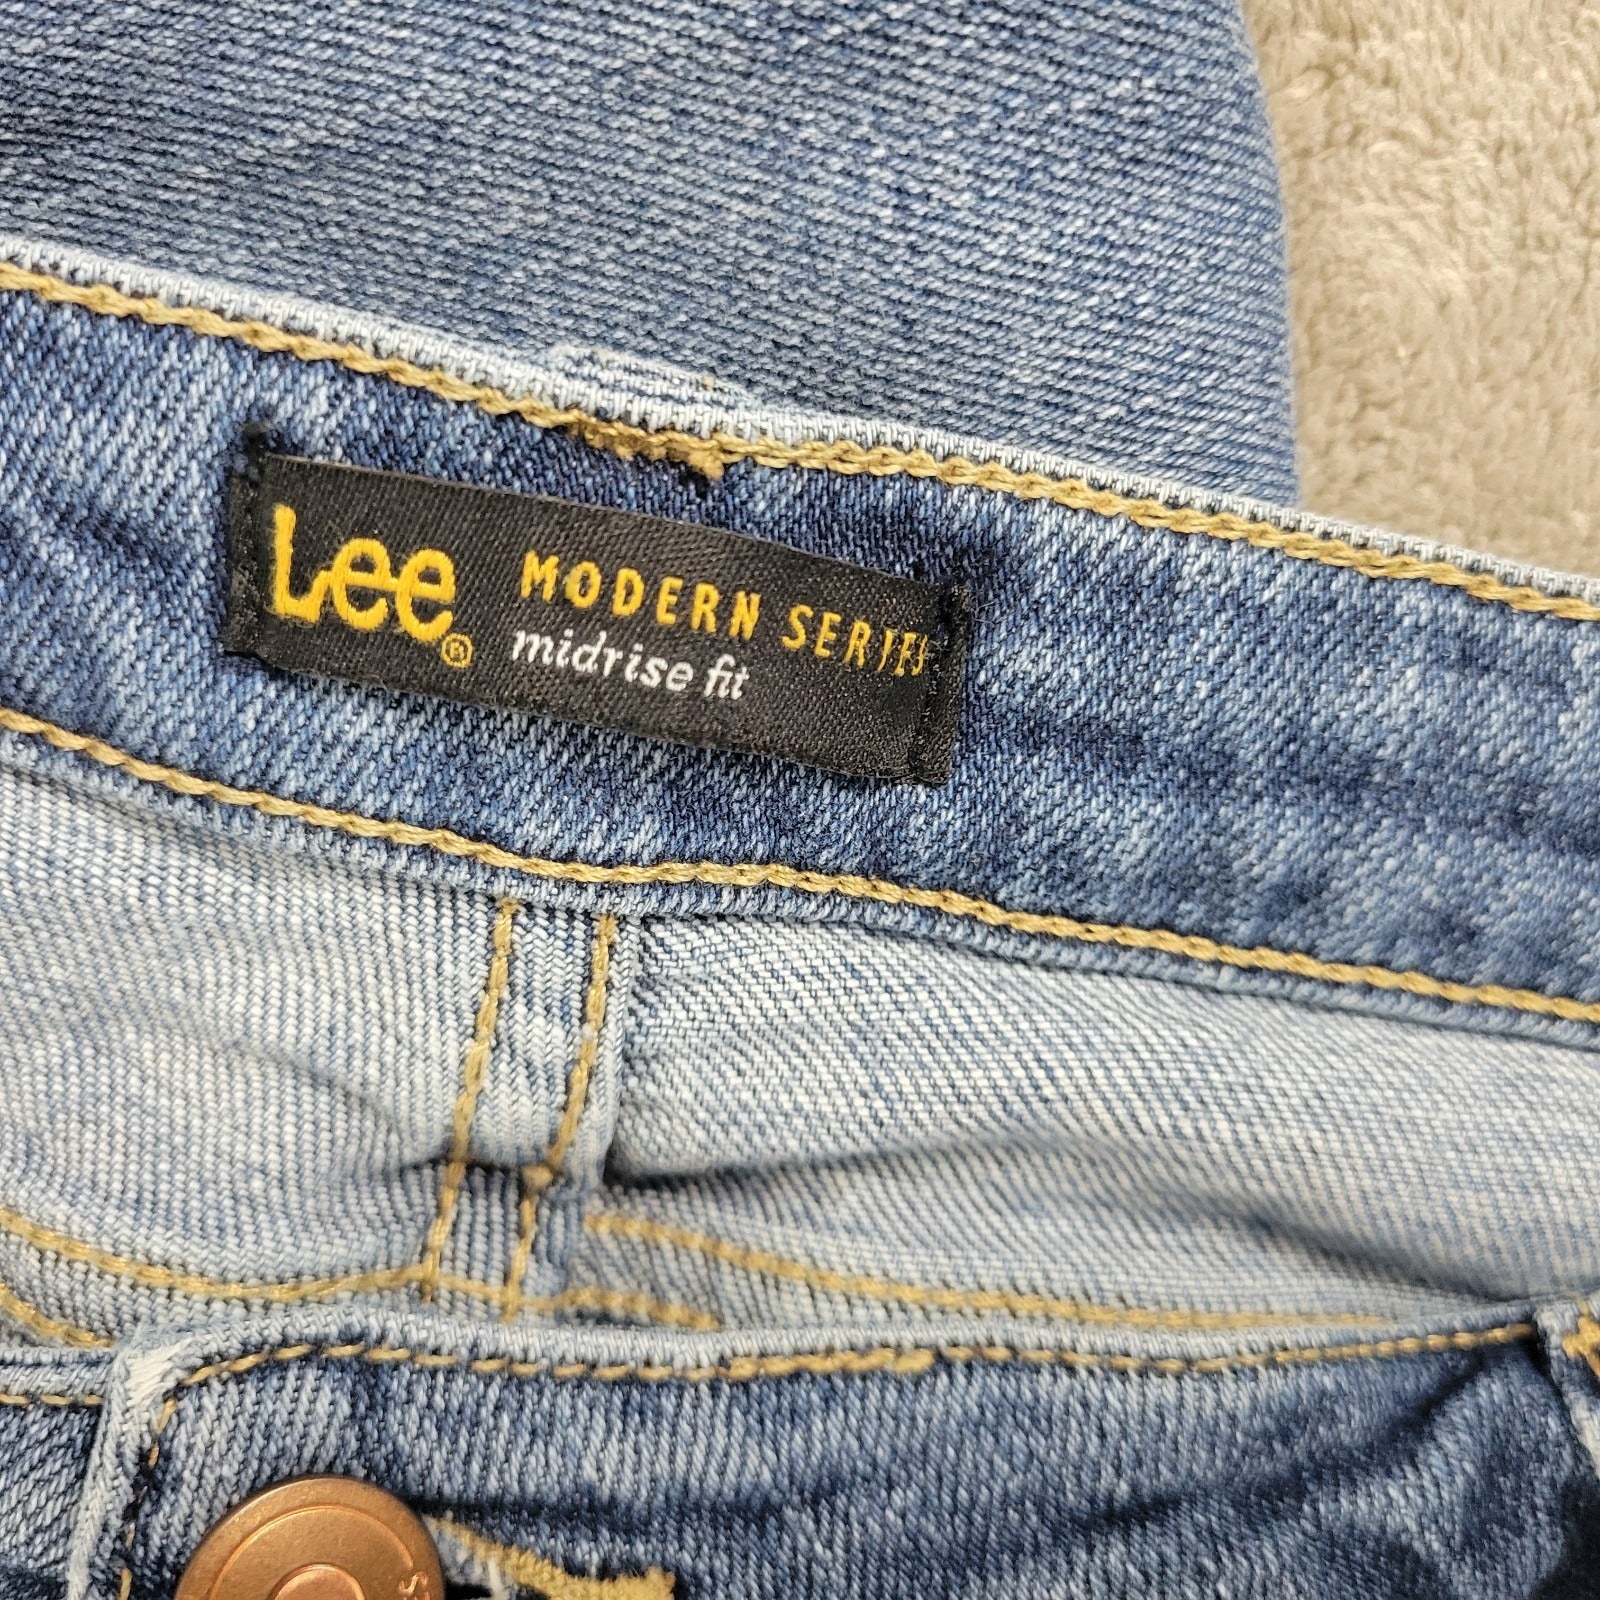 Lee®
MODERN SERIES
midrise fit